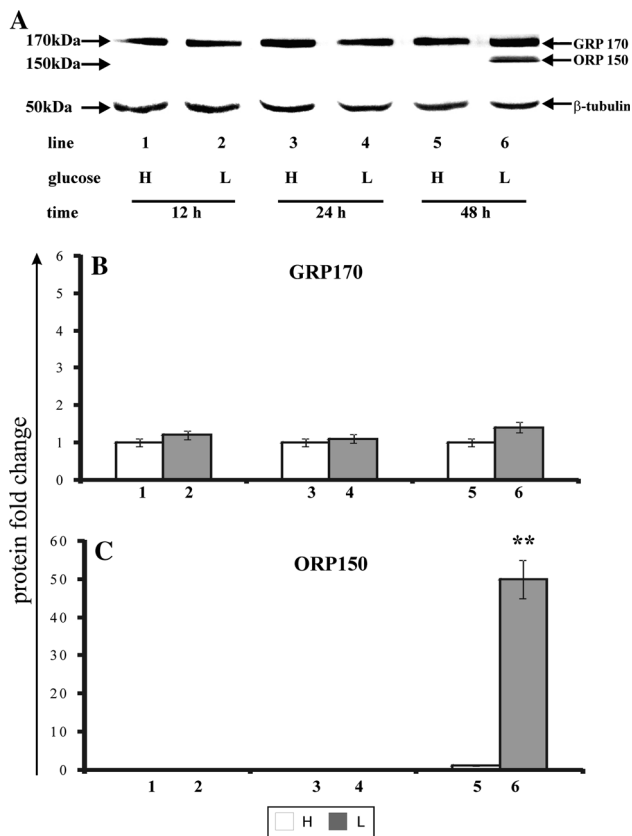 A
170kDa
GRP 170
150kDa
ORP 150
50kDa
β-tubulin
line 1 2 3 4 5 6
glucose H L H L H L
time 12 h 24 h 48 h
B
GRP170
6
5
4
3
2
1
0
1 2 3 4 5 6
protein fold change
C
ORP150
**
60
50
40
30
20
10
0
1 2 3 4 5 6
H L